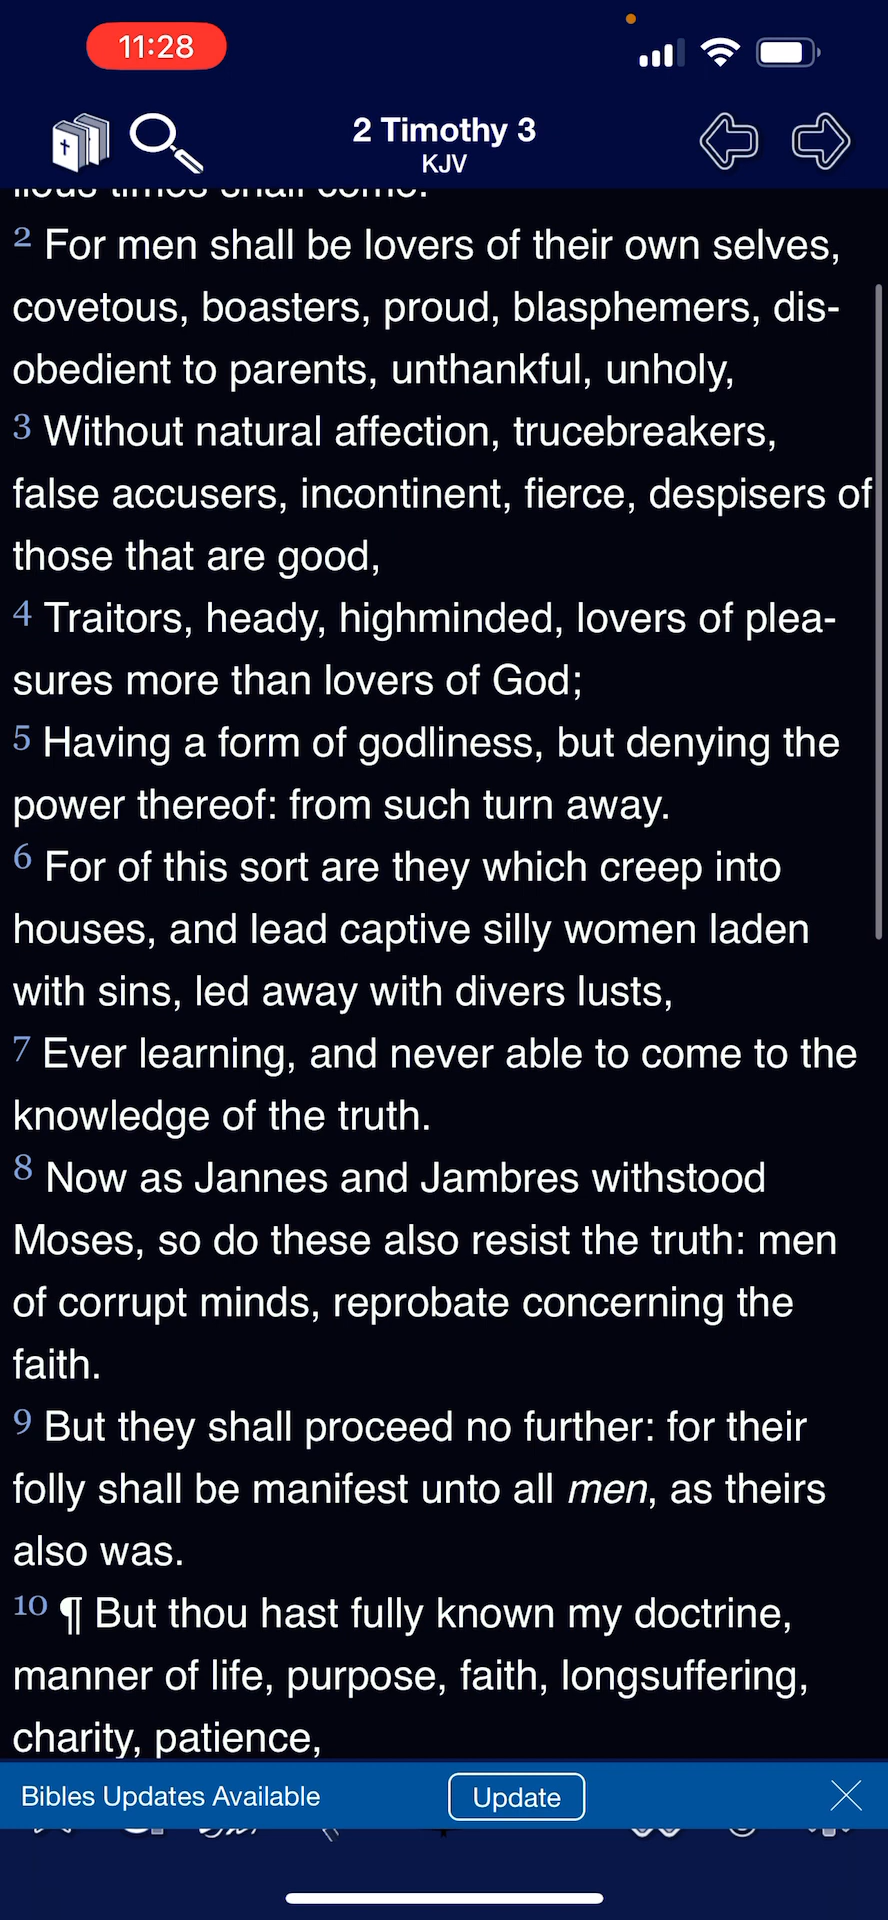 11:28
2 Timothy 3
KJV
times shall come.
2 For men shall be lovers of their own selves,
covetous, boasters, proud, blasphemers, dis-
obedient to parents, unthankful, unholy,
3 Without natural affection, trucebreakers,
false accusers, incontinent, fierce, despisers of
those that are good,
4 Traitors, heady, highminded, lovers of plea-
sures more than lovers of God;
5 Having a form of godliness, but denying the
power thereof: from such turn away.
6 For of this sort are they which creep into
houses, and lead captive silly women laden
with sins, led away with divers lusts,
7 Ever learning, and never able to come to the
knowledge of the truth.
8 Now as Jannes and Jambres withstood
Moses, so do these also resist the truth: men
of corrupt minds, reprobate concerning the
faith.
9 But they shall proceed no further: for their
folly shall be manifest unto all men, as theirs
also was.
10 ¶ But thou hast fully known my doctrine,
manner of life, purpose, faith, longsuffering,
charity, patience,
Bibles Updates Available
Update